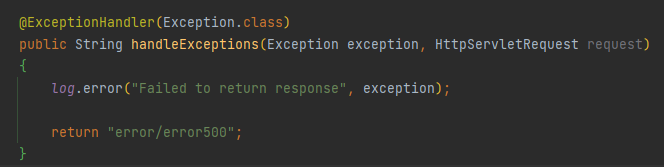 @ExceptionHandler(Exception.class)
public String handleExceptions(Exception exception, HttpServletRequest request)
{
log.error("Failed to return response", exception);
return "error/error500";
}